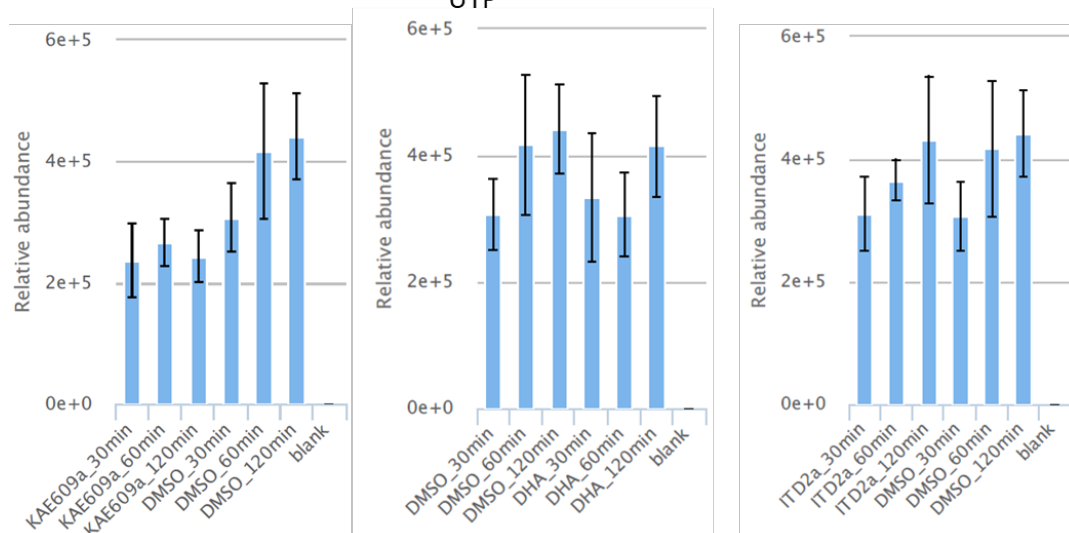 6e+5
4e+5
2e+5
0e+0
Relative abundance
KAE609a_30min
KAE609a_60min
KAE609a_120min
DMSO_30min
DMSO_60min
DMSO_120min
blank
6e+5
4e+5
2e+5
0e+0
Relative abundance
DMSO_30min
DMSO_60min
DMSO_120min
DHA_30min
DHA_60min
DHA_120min
blank
6e+5
4e+5
2e+5
0e+0
Relative abundance
ITD2a_30min
ITD2a_60min
ITD2a_120min
DMSO_30min
DMSO_60min
DMSO_120min
blank